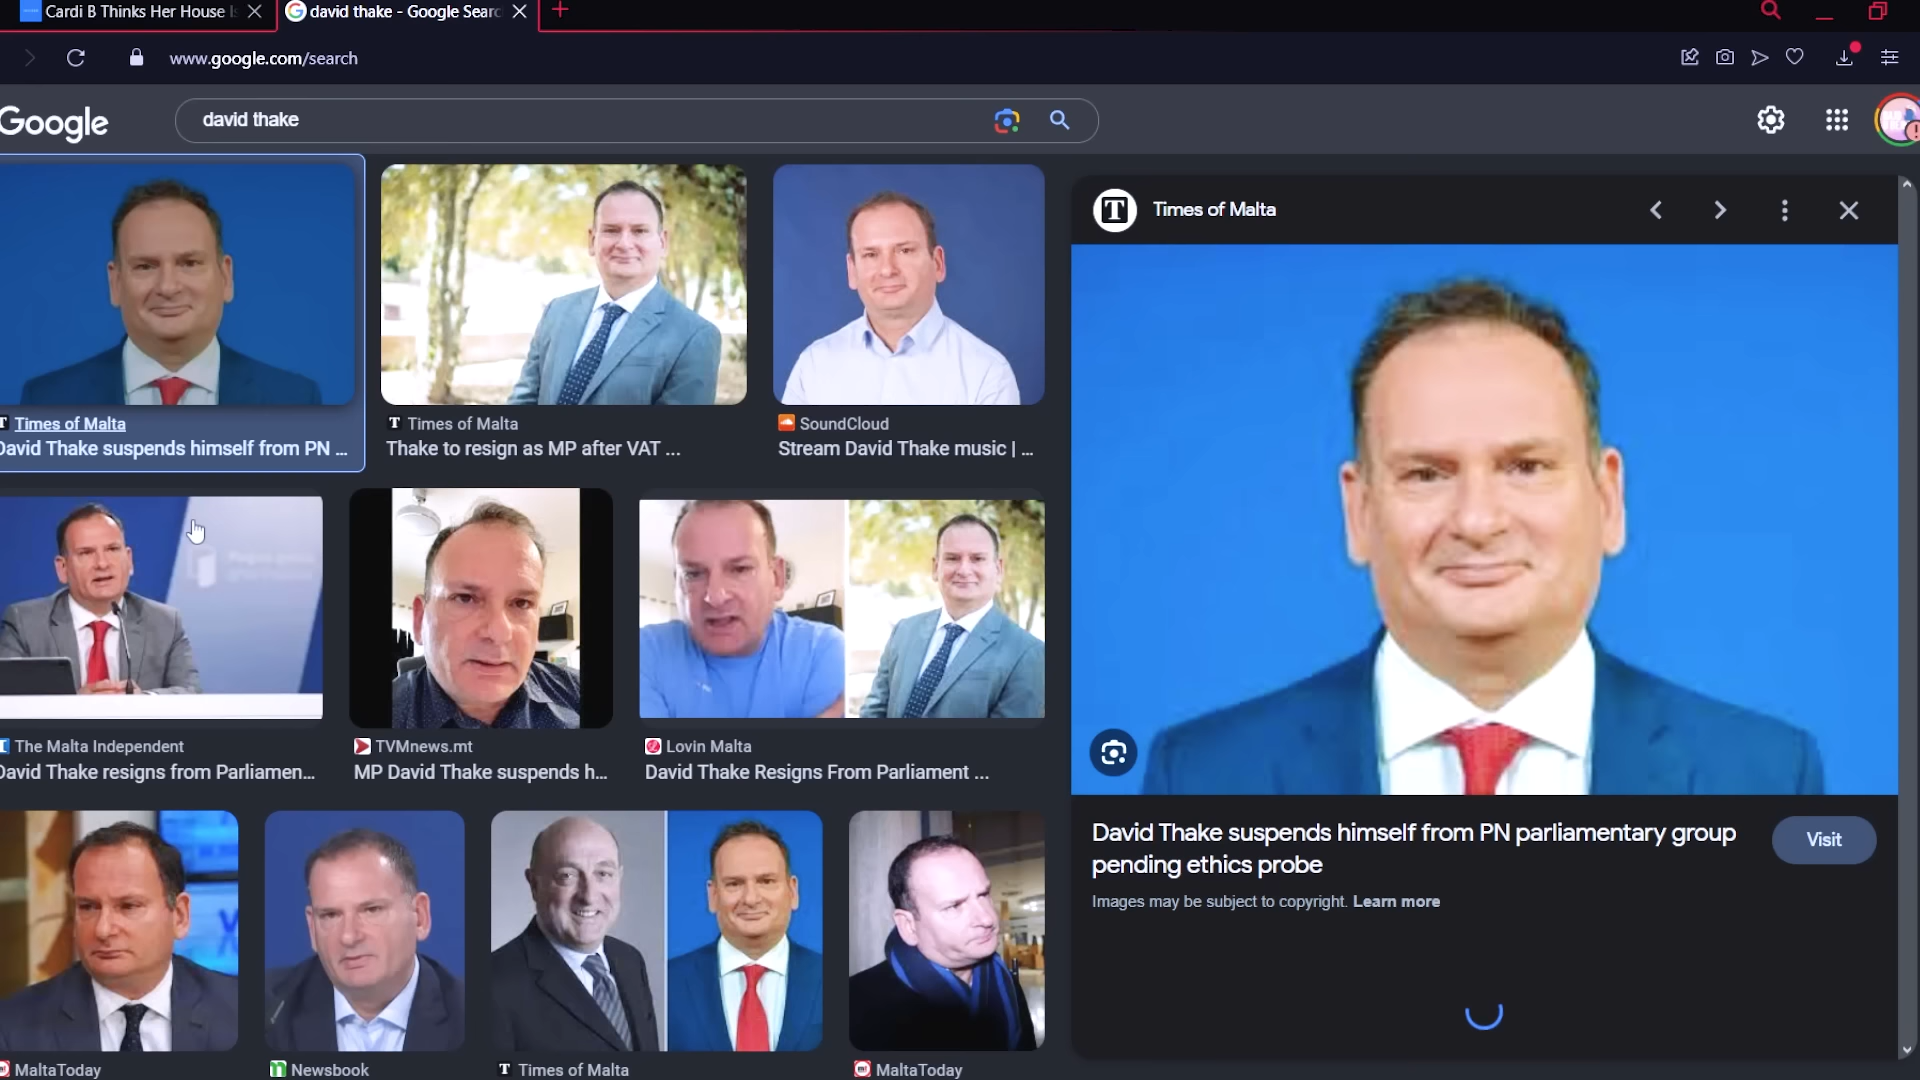 Cardi B Thinks Her House Is
david thake - Google Searc
www.google.com/search
Google
david thake
Times of Malta
Times of Malta
David Thake suspends himself from PN ...
Times of Malta
Thake to resign as MP after VAT ...
SoundCloud
Stream David Thake music | ...
The Malta Independent
David Thake resigns from Parliamen...
TVMnews.mt
MP David Thake suspends h...
Lovin Malta
David Thake Resigns From Parliament ...
David Thake suspends himself from PN parliamentary group
pending ethics probe
Visit
Images may be subject to copyright. Learn more
MaltaToday
Newsbook
Times of Malta
MaltaToday